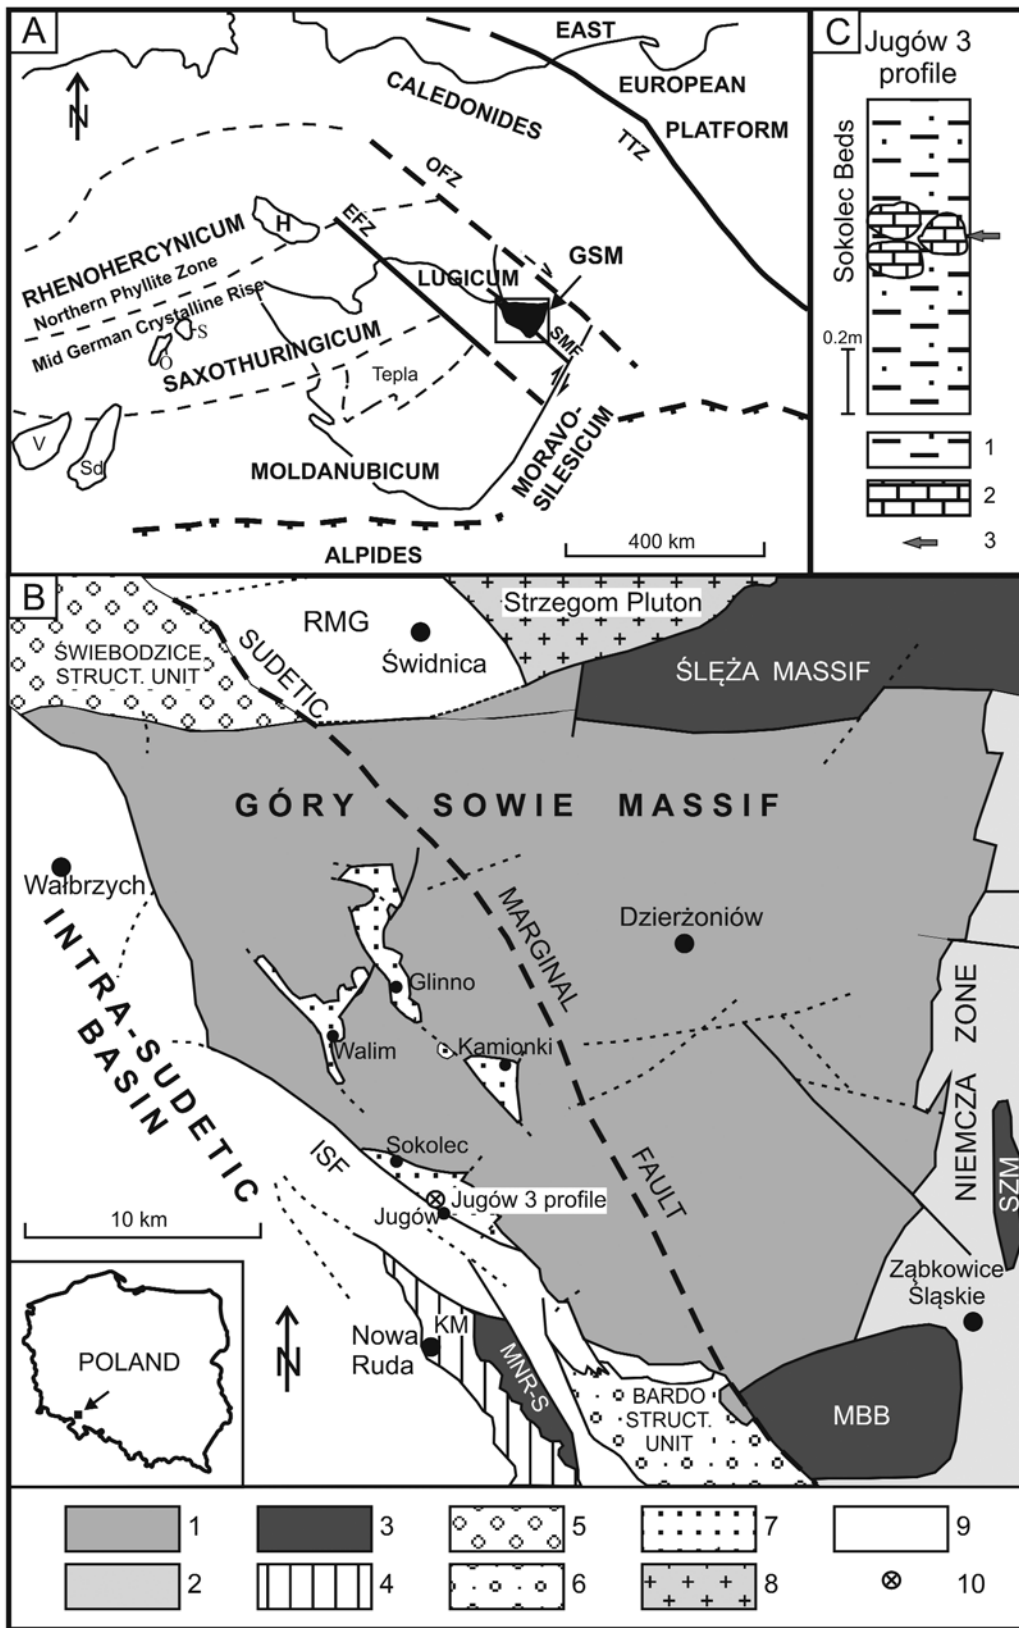 A
EAST
EUROPEAN
PLATFORM
CALEDONIDES
TTZ
N
OFZ
EFZ
H
RHENOHERCYNICUM
Northern Phyllite Zone
Mid German Crystalline Rise
LUGICUM
GSM
SMF
S
O
SAXOTHURINGICUM
Tepla
V
Sd
MOLDANUBICUM
MORAVO-
SILESICUM
ALPIDES
400 km
C
Jugów 3
profile
Sokolec Beds
0.2m
1
2
3
B
RMG
Strzegom Pluton
Świdnica
ŚWIEBODZICE
STRUCT. UNIT
SUDETIC
ŚLĘŻA MASSIF
GÓRY SOWIE MASSIF
Wałbrzych
INTRA-SUDETIC
BASIN
MARGINAL
Dzierżoniów
Glinno
Walim
Kamionki
NIEMCZA ZONE
ISF
Sokolec
Jugów 3 profile
Jugów
FAULT
SZM
10 km
Ząbkowice
Śląskie
POLAND
N
Nowa
Ruda
KM
MNR-S
BARDO
STRUCT.
UNIT
MBB
1
3
5
7
9
2
4
6
8
10